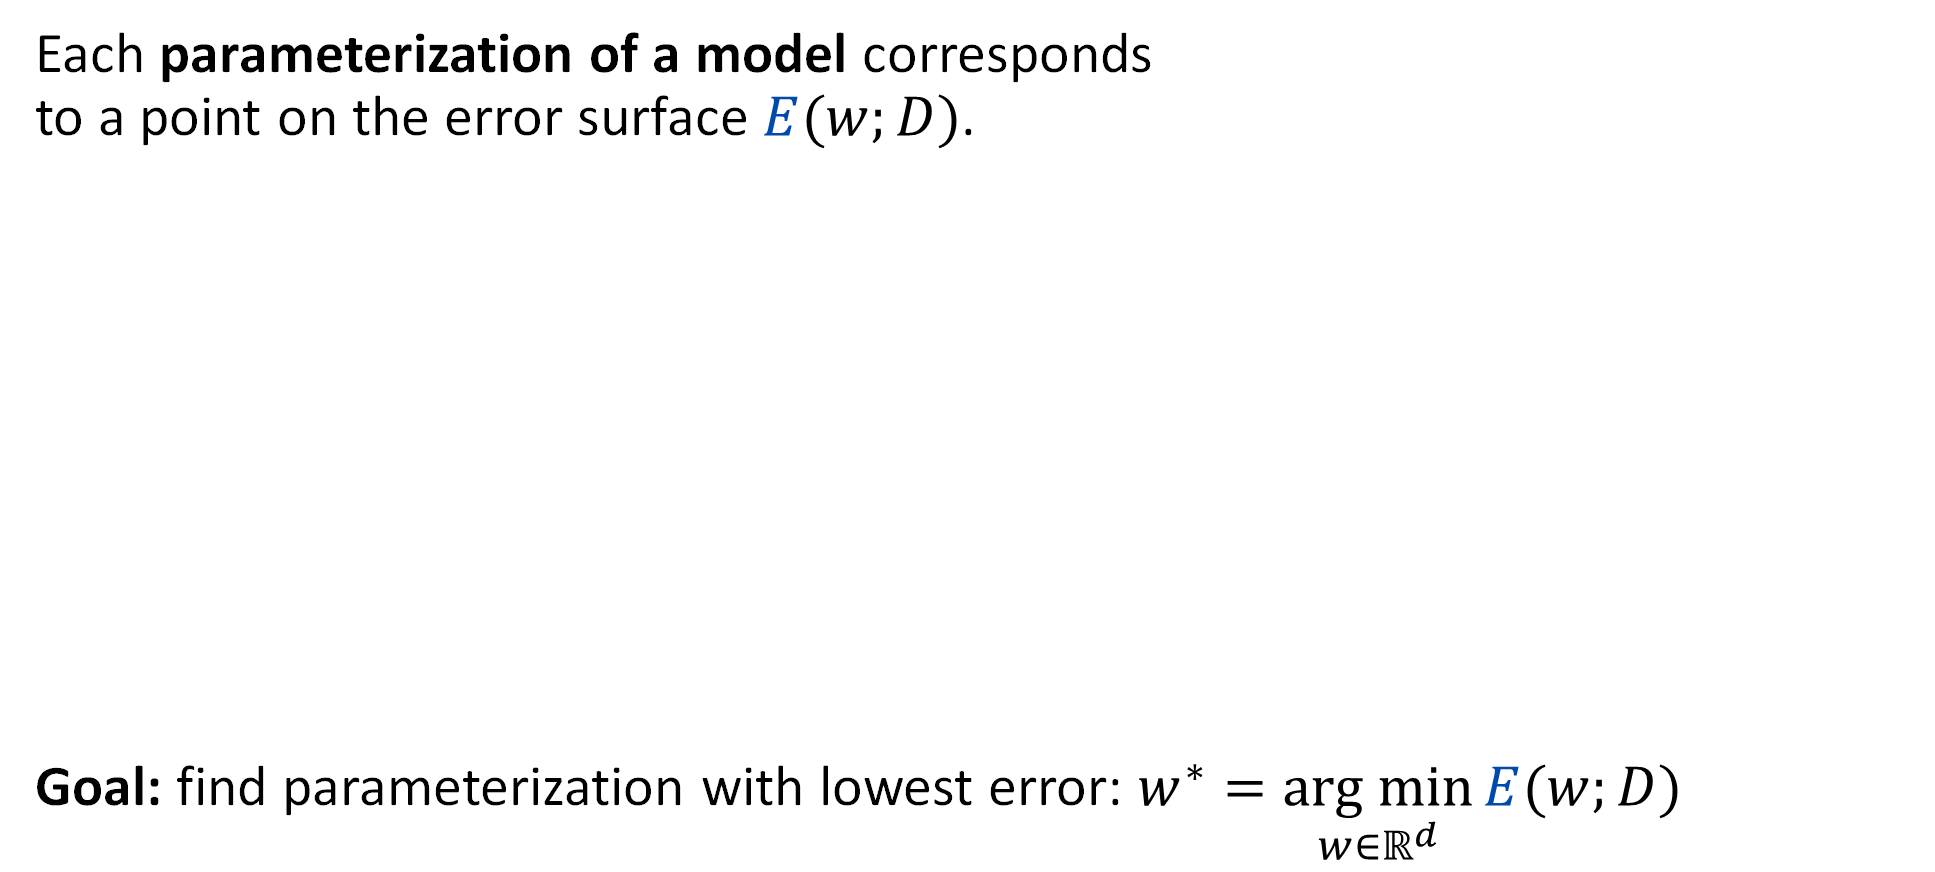 Each parameterization of a model corresponds
to a point on the error surface E(w; D).
Goal: find parameterization with lowest error: w* = arg min E(w; D)
w∈ℝᵈ